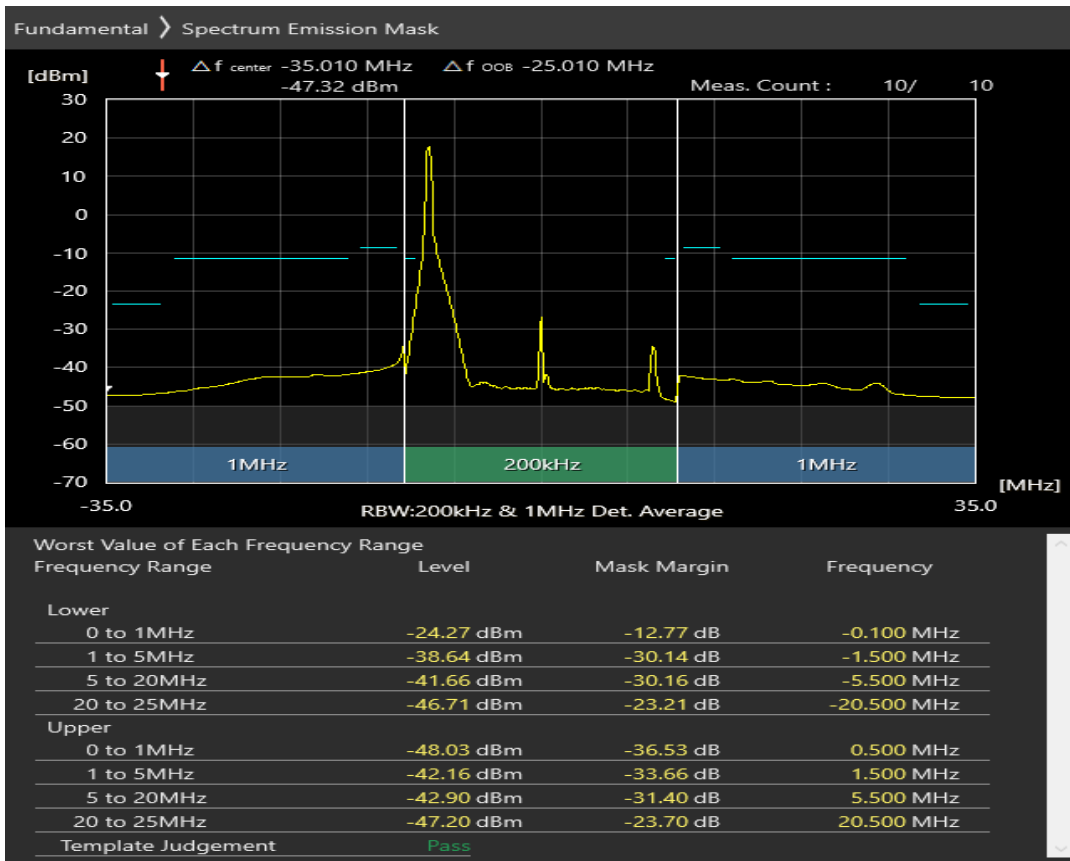 Fundamental ❯ Spectrum Emission Mask
△f center -35.010 MHz △f OOB -25.010 MHz
[dBm]
-47.32 dBm Meas. Count : 10/ 10
30
20
10
0
-10
-20
-30
-40
-50
-60
1MHz 200kHz 1MHz
-70
[MHz]
-35.0 RBW:200kHz & 1MHz Det. Average 35.0
Worst Value of Each Frequency Range
Frequency Range Level Mask Margin Frequency
Lower
0 to 1MHz -24.27 dBm -12.77 dB -0.100 MHz
1 to 5MHz -38.64 dBm -30.14 dB -1.500 MHz
5 to 20MHz -41.66 dBm -30.16 dB -5.500 MHz
20 to 25MHz -46.71 dBm -23.21 dB -20.500 MHz
Upper
0 to 1MHz -48.03 dBm -36.53 dB 0.500 MHz
1 to 5MHz -42.16 dBm -33.66 dB 1.500 MHz
5 to 20MHz -42.90 dBm -31.40 dB 5.500 MHz
20 to 25MHz -47.20 dBm -23.70 dB 20.500 MHz
Template Judgement Pass